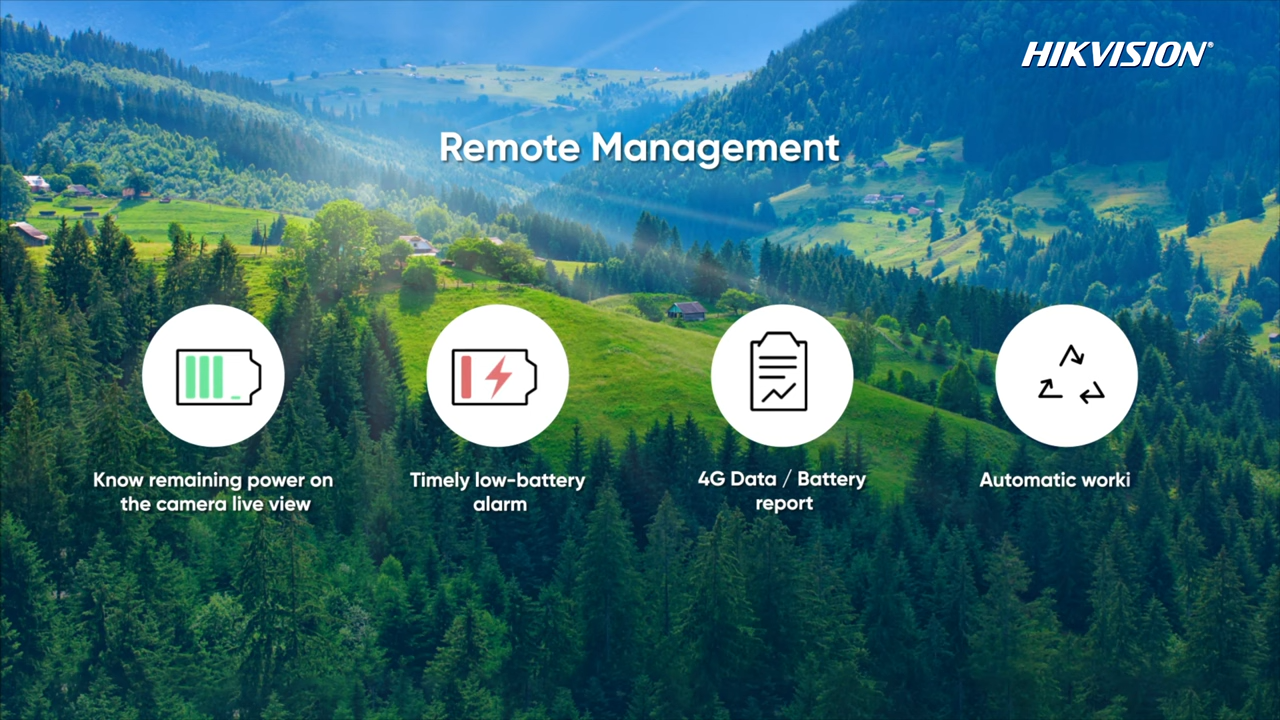 HIKVISION®
Remote Management
Know remaining power on
the camera live view
Timely low-battery
alarm
4G Data / Battery
report
Automatic worki